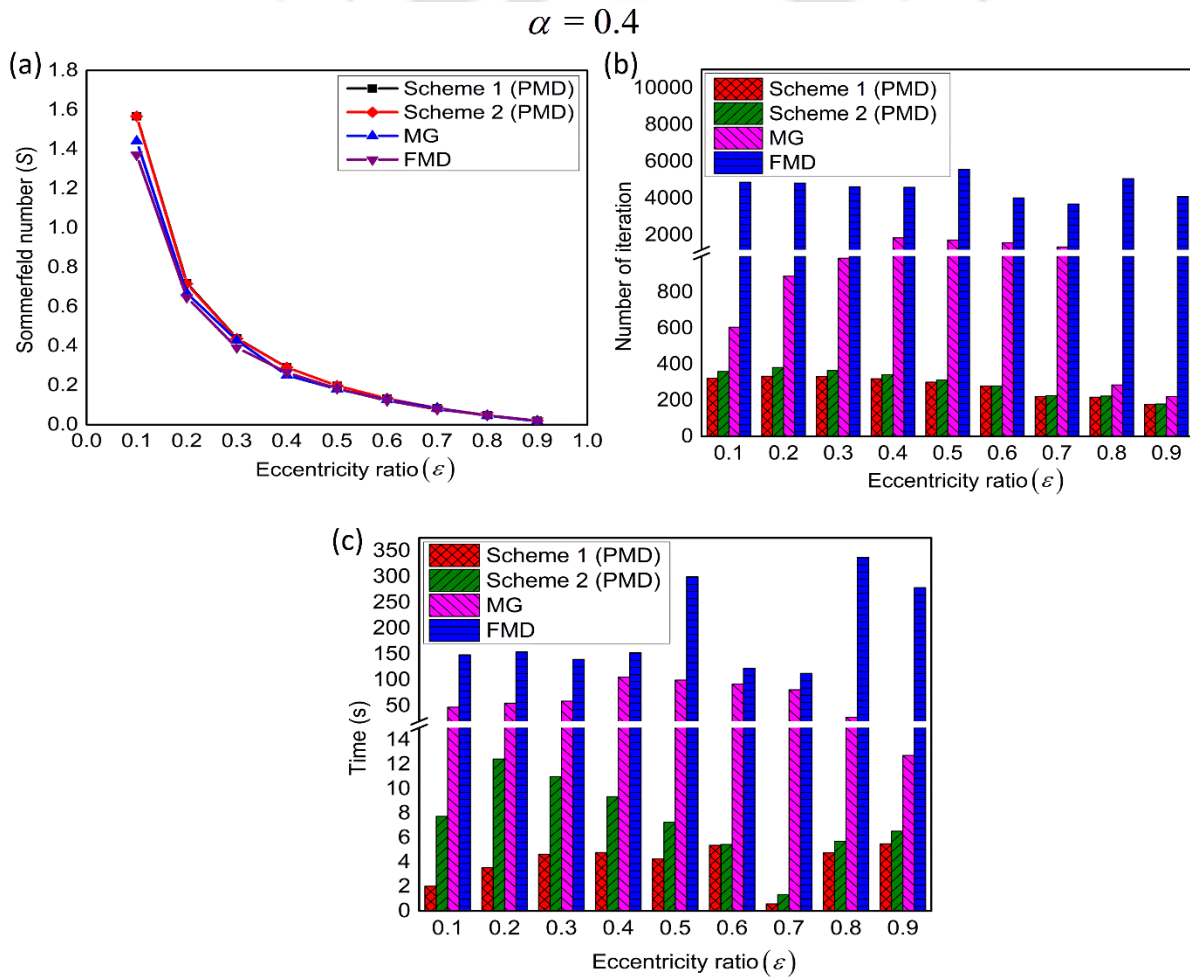 α = 0.4
(a)
1.8
1.6
1.4
1.2
1.0
0.8
0.6
0.4
0.2
0.0
Sommerfeld number (S)
Scheme 1 (PMD)
Scheme 2 (PMD)
MG
FMD
0.0 0.1 0.2 0.3 0.4 0.5 0.6 0.7 0.8 0.9 1.0
Eccentricity ratio (ε)
(b)
10000
8000
6000
4000
2000
800
600
400
200
0
Number of iteration
Scheme 1 (PMD)
Scheme 2 (PMD)
MG
FMD
0.1 0.2 0.3 0.4 0.5 0.6 0.7 0.8 0.9
Eccentricity ratio (ε)
(c)
350
300
250
200
150
100
50
14
12
10
8
6
4
2
0
Time (s)
Scheme 1 (PMD)
Scheme 2 (PMD)
MG
FMD
0.1 0.2 0.3 0.4 0.5 0.6 0.7 0.8 0.9
Eccentricity ratio (ε)